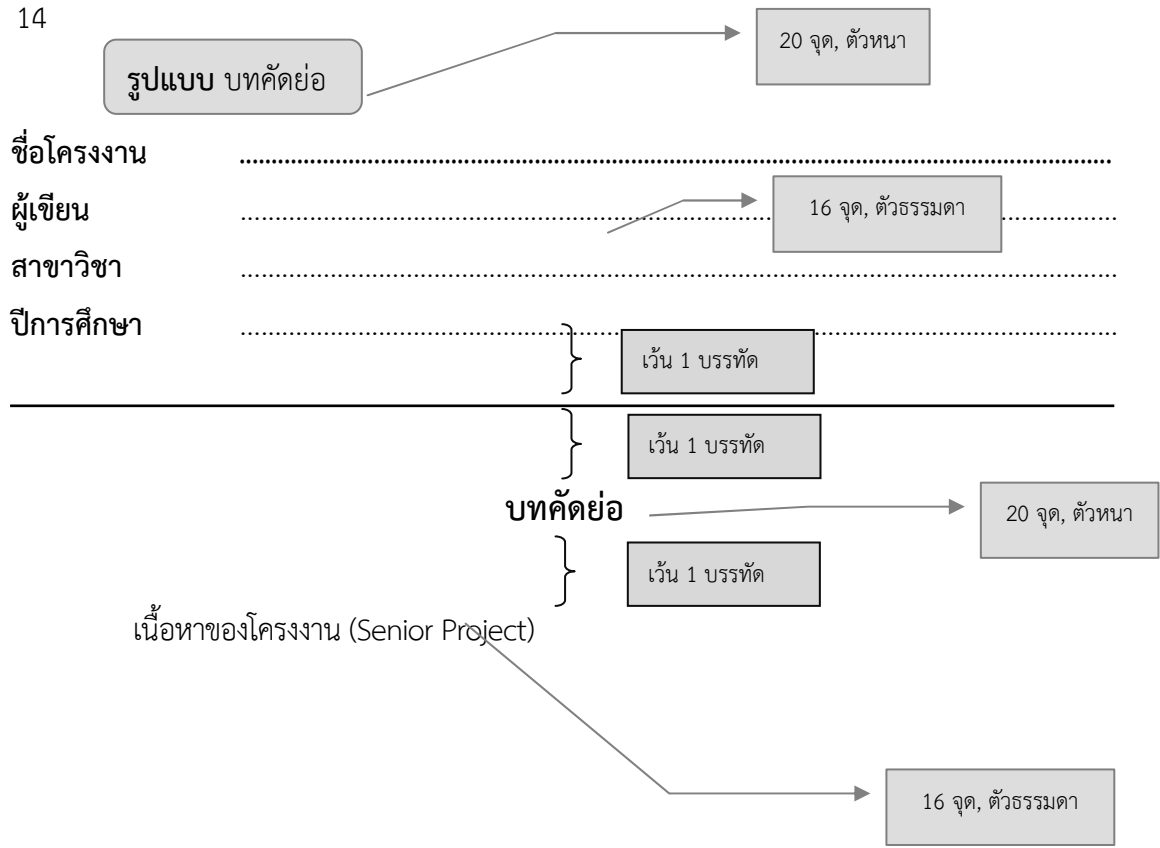 14
20 จุด, ตัวหนา
รูปแบบ บทคัดย่อ
ชื่อโครงงาน ........................................................................................................................
ผู้เขียน ........................................................................................................................
16 จุด, ตัวธรรมดา
สาขาวิชา ........................................................................................................................
ปีการศึกษา ........................................................................................................................
เว้น 1 บรรทัด
เว้น 1 บรรทัด
บทคัดย่อ
20 จุด, ตัวหนา
เว้น 1 บรรทัด
เนื้อหาของโครงงาน (Senior Project)
16 จุด, ตัวธรรมดา